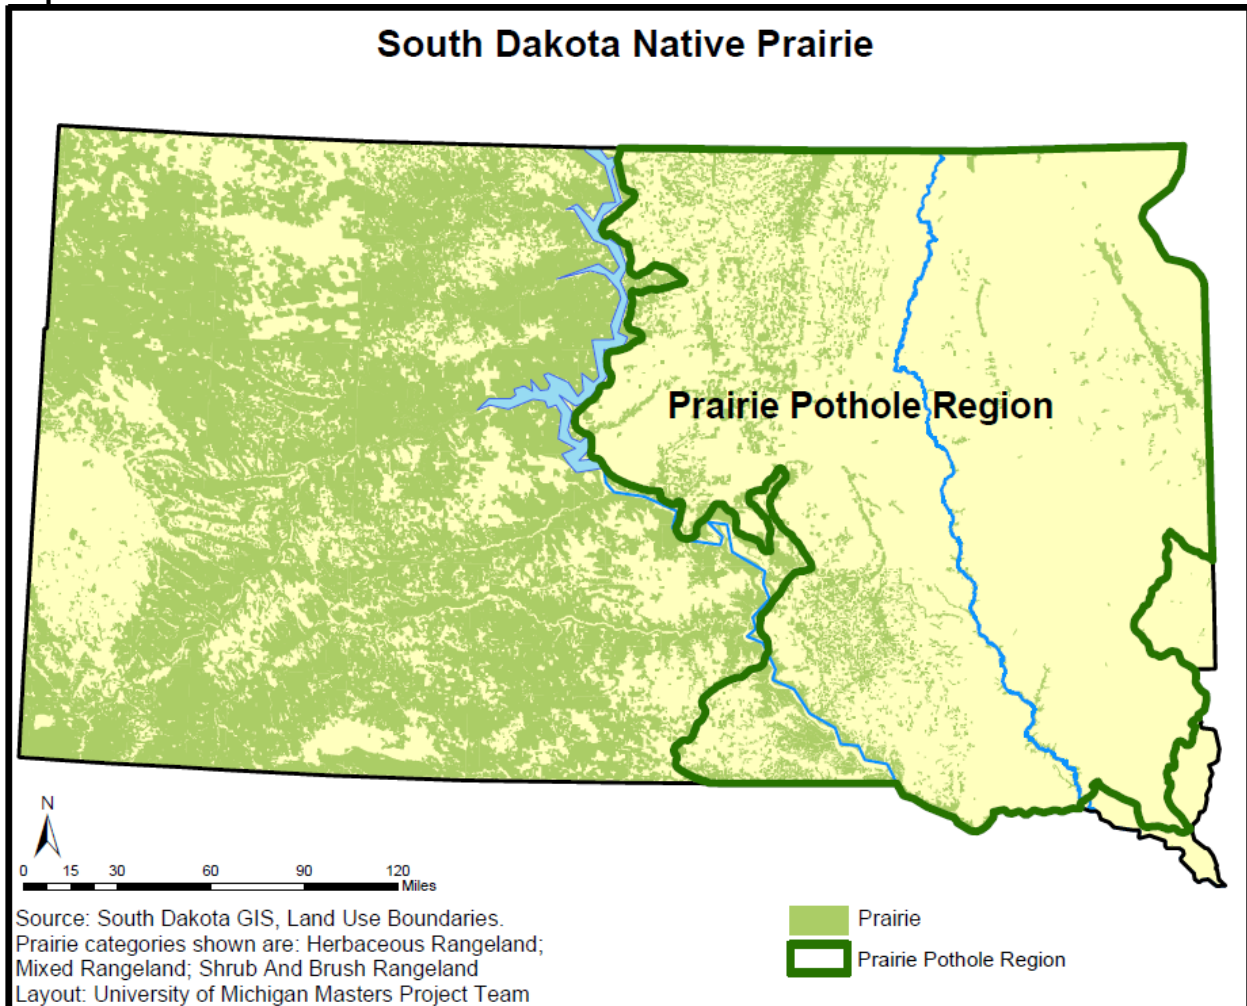 South Dakota Native Prairie
Prairie Pothole Region
N
0 15 30 60 90 120
Miles
Source: South Dakota GIS, Land Use Boundaries.
Prairie categories shown are: Herbaceous Rangeland;
Mixed Rangeland; Shrub And Brush Rangeland
Layout: University of Michigan Masters Project Team
Prairie
Prairie Pothole Region